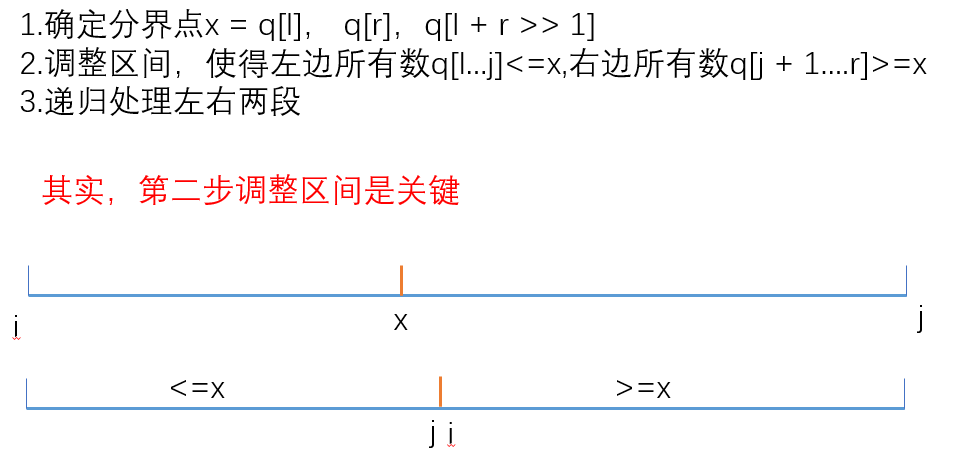 1.确定分界点x = q[l], q[r], q[l + r >> 1]
2.调整区间，使得左边所有数q[l...j]<=x,右边所有数q[j + 1....r]>=x
3.递归处理左右两段
其实，第二步调整区间是关键
i x j
<=x >=x
j i